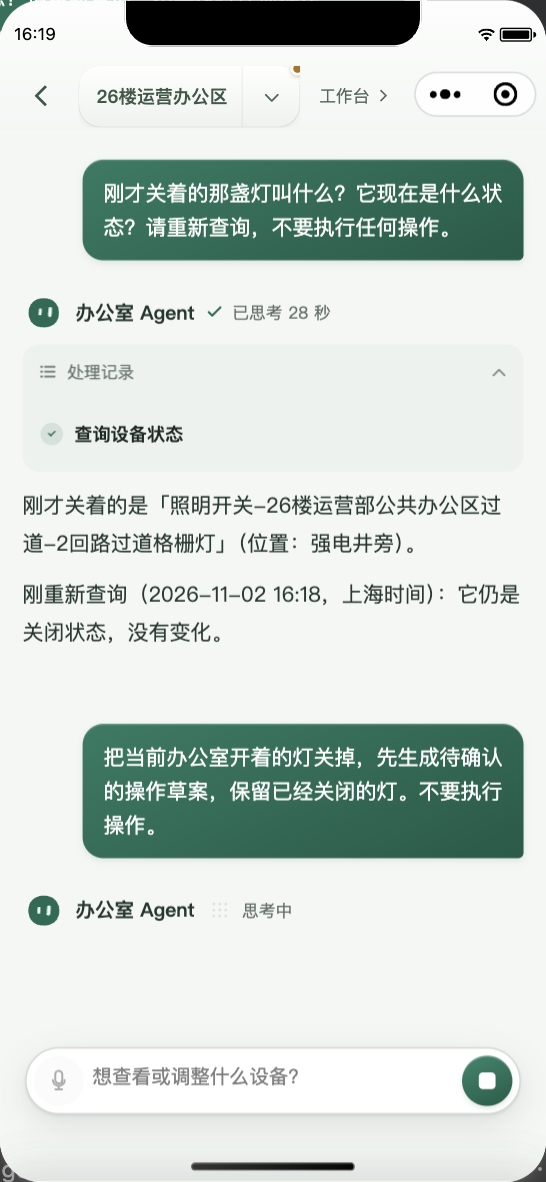 16:19
26楼运营办公区
工作台
刚才关着的那盏灯叫什么？它现在是什么状
态？请重新查询，不要执行任何操作。
办公室 Agent 已思考 28 秒
处理记录
查询设备状态
刚才关着的是「照明开关-26楼运营部公共办公区过
道-2回路过道格栅灯」（位置：强电井旁）。
刚重新查询（2026-11-02 16:18，上海时间）：它仍是
关闭状态，没有变化。
把当前办公室开着的灯关掉，先生成待确认
的操作草案，保留已经关闭的灯。不要执行
操作。
办公室 Agent 思考中
想查看或调整什么设备？